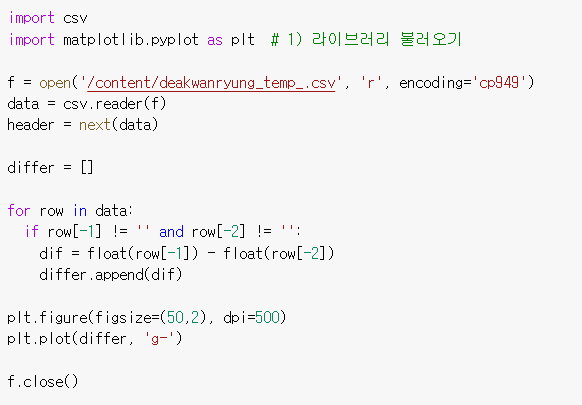 import csv
import matplotlib.pyplot as plt  # 1) 라이브러리 불러오기

f = open('/content/deakwanryung_temp_.csv', 'r', encoding='cp949')
data = csv.reader(f)
header = next(data)

differ = []

for row in data:
  if row[-1] != '' and row[-2] != '':
    dif = float(row[-1]) - float(row[-2])
    differ.append(dif)

plt.figure(figsize=(50,2), dpi=500)
plt.plot(differ, 'g-')

f.close()